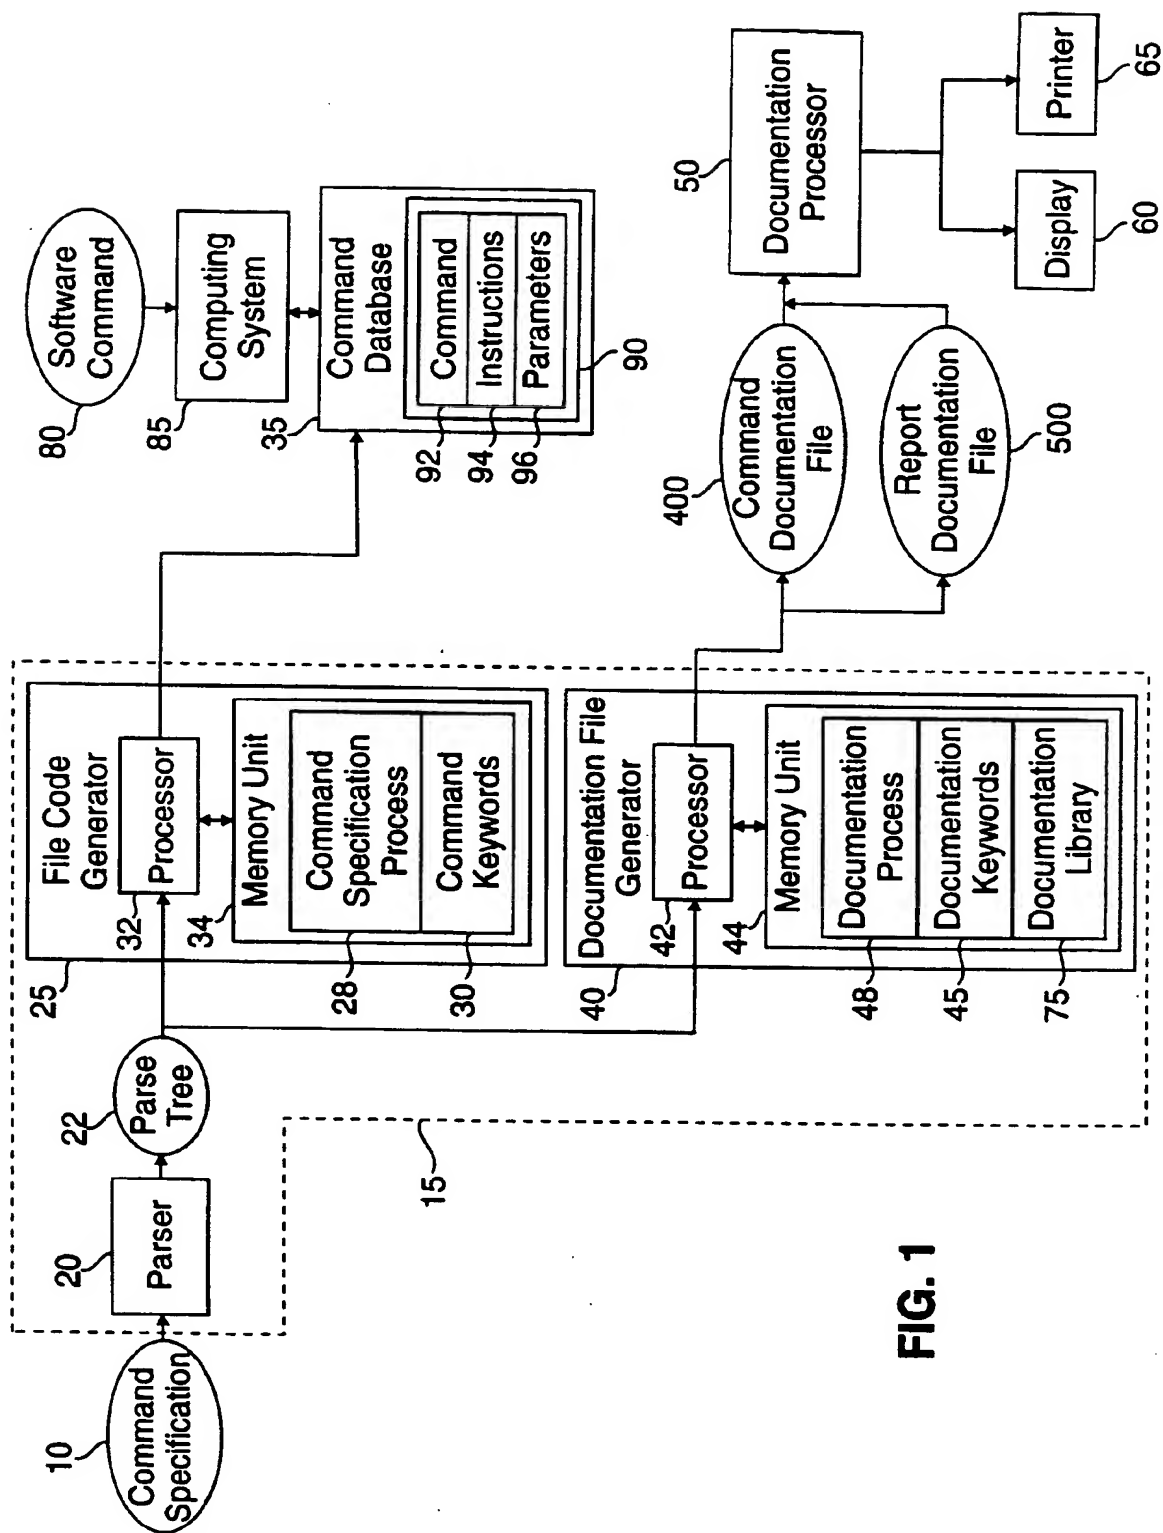 10
Command
Specification
20
Parser
22
Parse
Tree
15
25
File Code
Generator
32
Processor
34
Memory Unit
28
Command
Specification
Process
30
Command
Keywords
40
Documentation File
Generator
42
Processor
44
Memory Unit
48
Documentation
Process
45
Documentation
Keywords
75
Documentation
Library
80
Software
Command
85
Computing
System
35
Command
Database
92
Command
94
Instructions
96
Parameters
90
400
Command
Documentation
File
Report
Documentation
File
500
50
Documentation
Processor
Display
60
Printer
65
FIG. 1